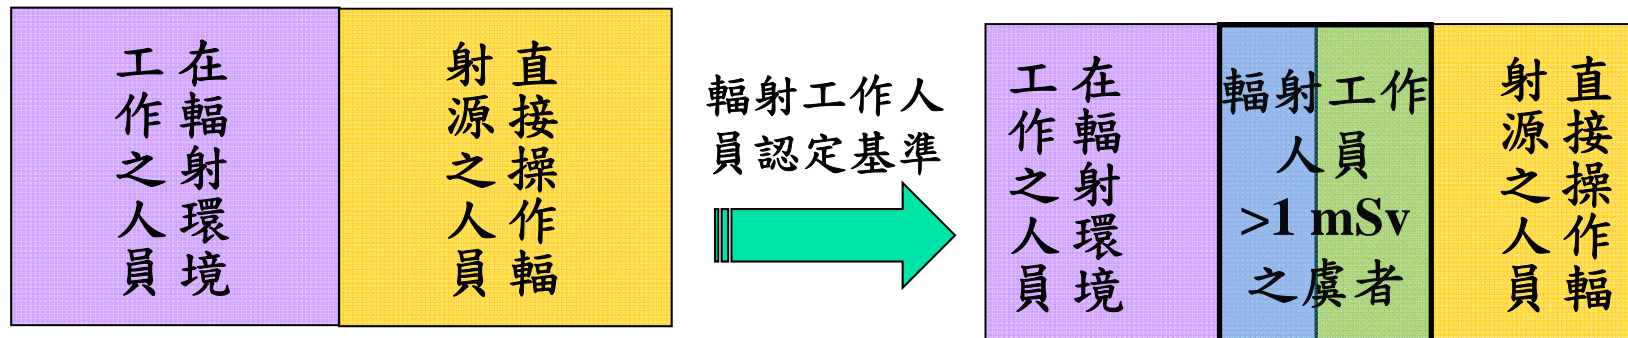 在輻射環境
工作之人員
直接操作輻
射源之人員
輻射工作人
員認定基準
在輻射環境
工作之人員
輻射工作
人員
>1 mSv
之虞者
直接操作輻
射源之人員